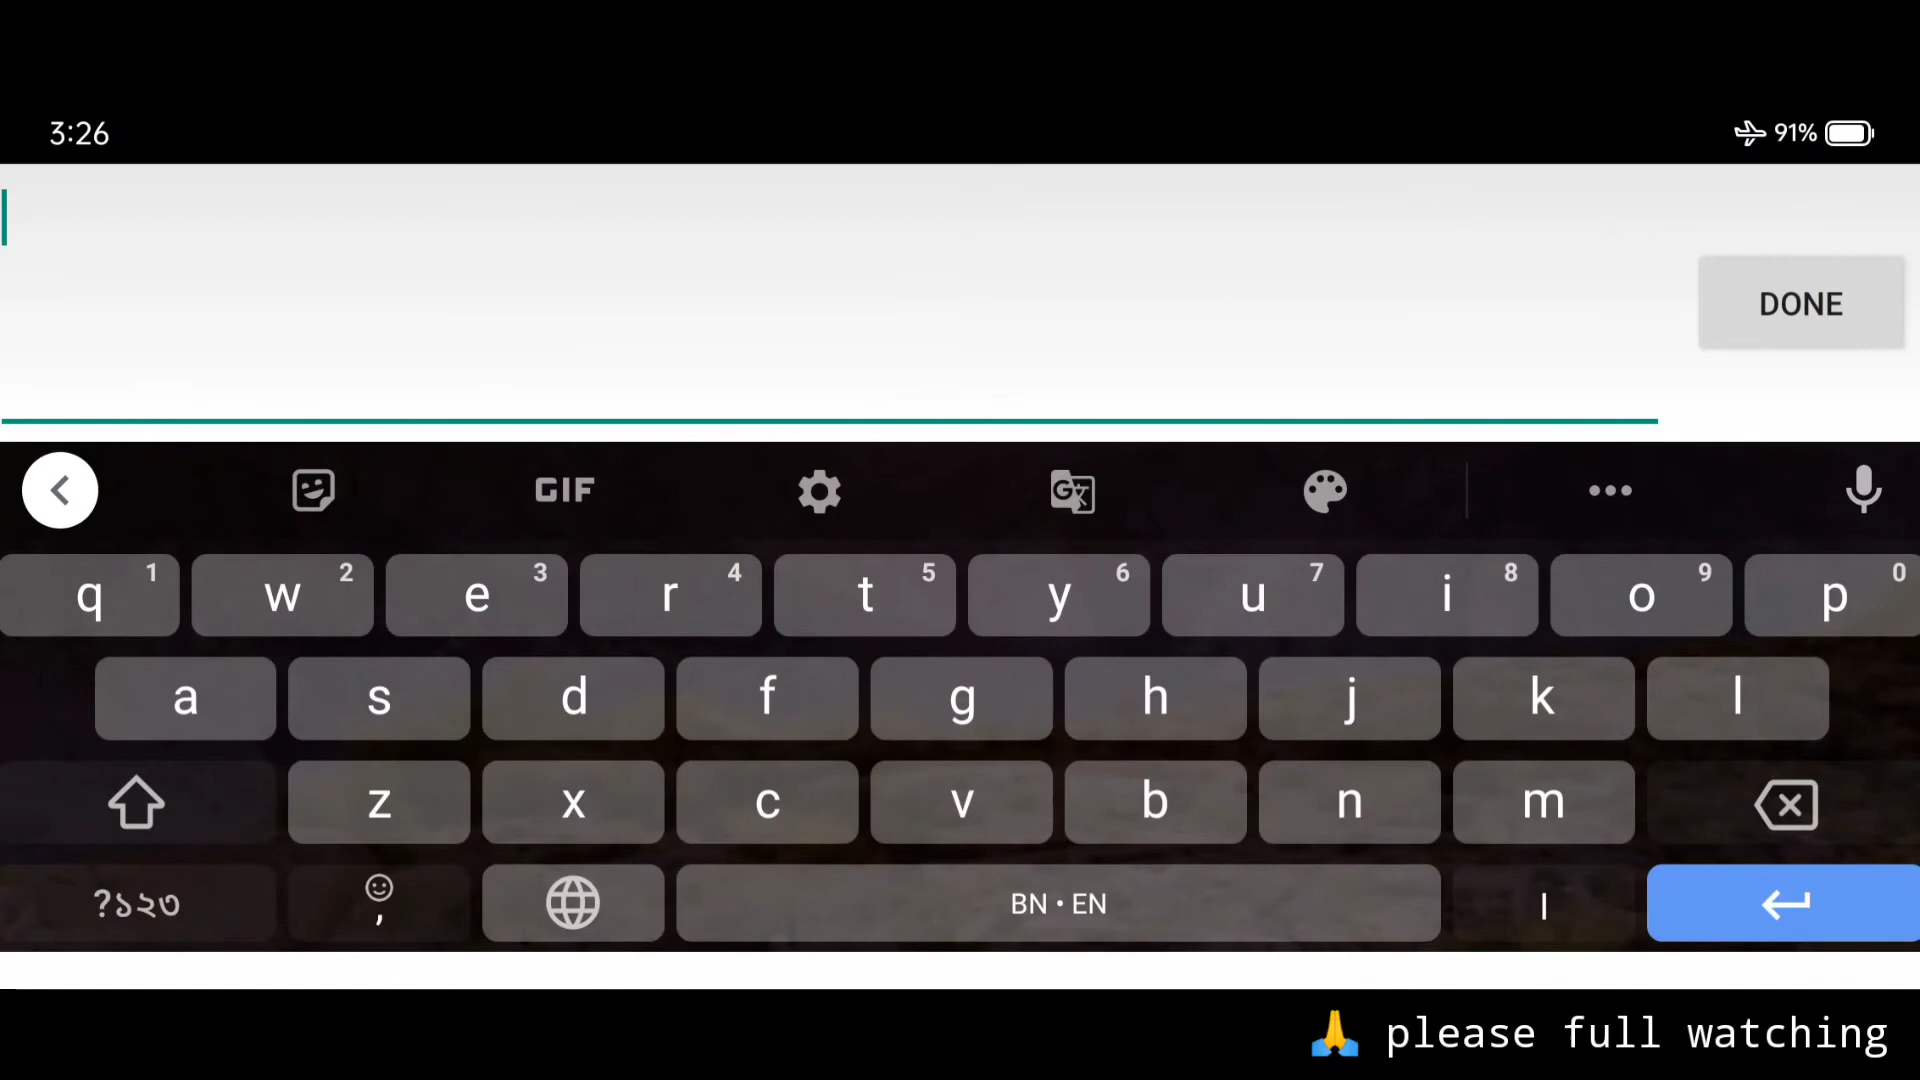 3:26 91%
DONE
GIF
q 1 w 2 e 3 r 4 t 5 y 6 u 7 i 8 o 9 p 0
a s d f g h j k l
z x c v b n m
?১২৩ , BN • EN ।
🙏 please full watching